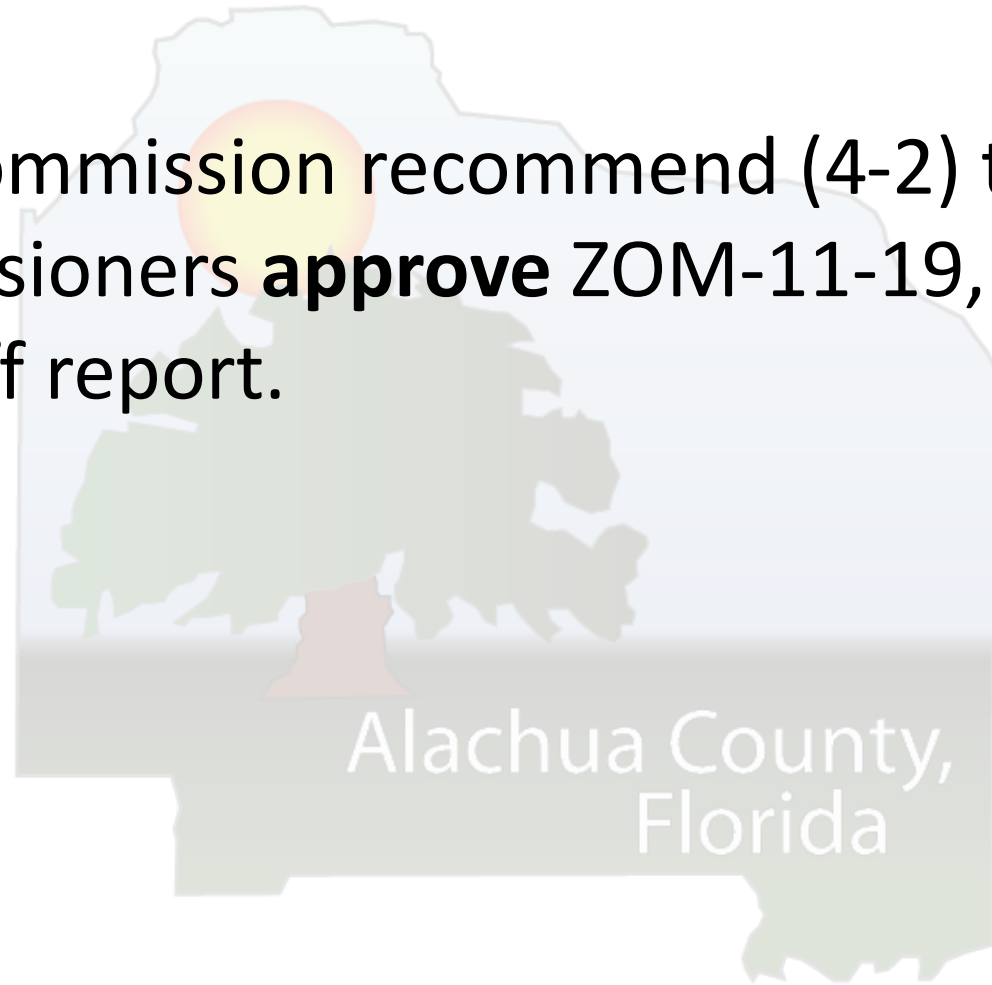 ommission recommend (4-2) t
sioners approve ZOM-11-19,
f report.
Alachua County,
Florida